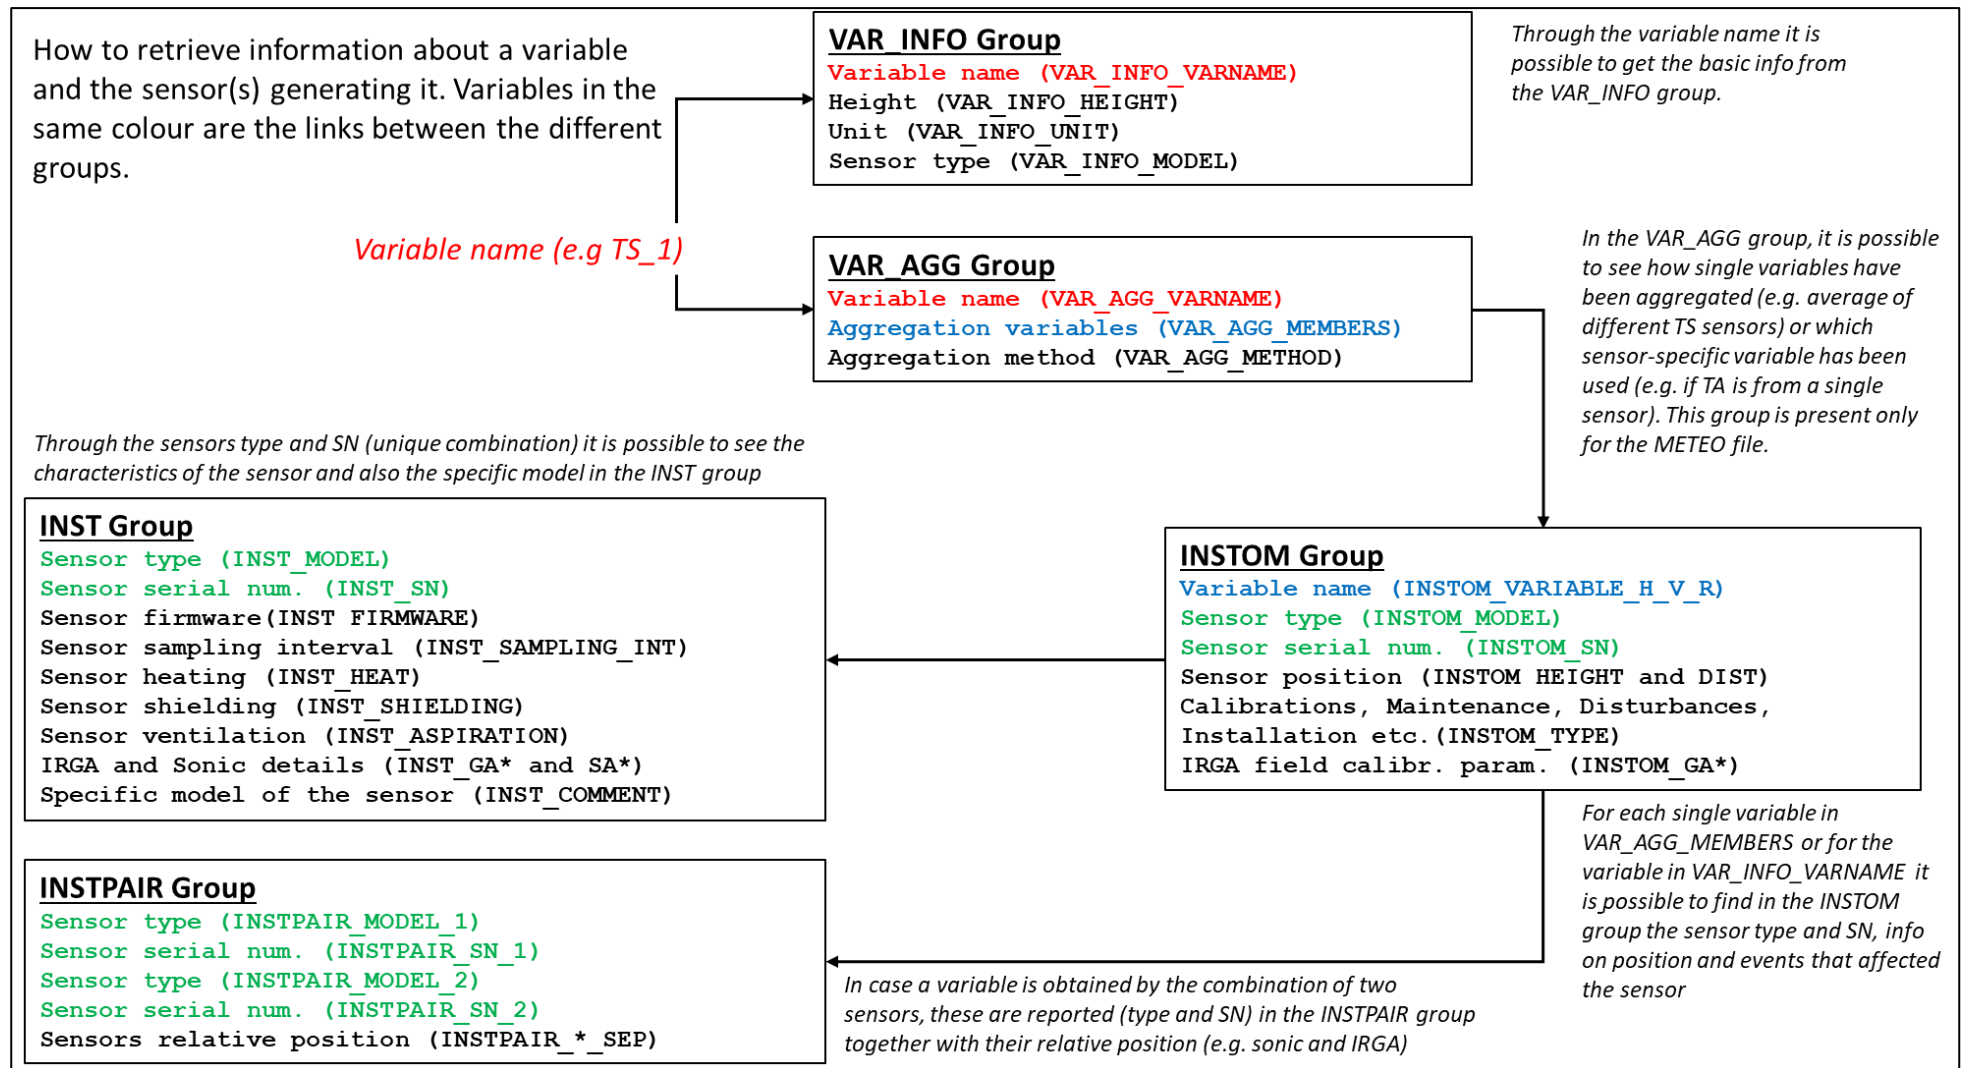 How to retrieve information about a variable
and the sensor(s) generating it. Variables in the
same colour are the links between the different
groups.
VAR_INFO Group
Variable name (VAR_INFO_VARNAME)
Height (VAR_INFO_HEIGHT)
Unit (VAR_INFO_UNIT)
Sensor type (VAR_INFO_MODEL)
Through the variable name it is
possible to get the basic info from
the VAR_INFO group.
Variable name (e.g TS_1)
VAR_AGG Group
Variable name (VAR_AGG_VARNAME)
Aggregation variables (VAR_AGG_MEMBERS)
Aggregation method (VAR_AGG_METHOD)
In the VAR_AGG group, it is possible
to see how single variables have
been aggregated (e.g. average of
different TS sensors) or which
sensor-specific variable has been
used (e.g. if TA is from a single
sensor). This group is present only
for the METEO file.
Through the sensors type and SN (unique combination) it is possible to see the
characteristics of the sensor and also the specific model in the INST group
INST Group
Sensor type (INST_MODEL)
Sensor serial num. (INST_SN)
Sensor firmware(INST FIRMWARE)
Sensor sampling interval (INST_SAMPLING_INT)
Sensor heating (INST_HEAT)
Sensor shielding (INST_SHIELDING)
Sensor ventilation (INST_ASPIRATION)
IRGA and Sonic details (INST_GA* and SA*)
Specific model of the sensor (INST_COMMENT)
INSTOM Group
Variable name (INSTOM_VARIABLE_H_V_R)
Sensor type (INSTOM_MODEL)
Sensor serial num. (INSTOM_SN)
Sensor position (INSTOM HEIGHT and DIST)
Calibrations, Maintenance, Disturbances,
Installation etc.(INSTOM_TYPE)
IRGA field calibr. param. (INSTOM_GA*)
For each single variable in
VAR_AGG_MEMBERS or for the
variable in VAR_INFO_VARNAME it
is possible to find in the INSTOM
group the sensor type and SN, info
on position and events that affected
the sensor
INSTPAIR Group
Sensor type (INSTPAIR_MODEL_1)
Sensor serial num. (INSTPAIR_SN_1)
Sensor type (INSTPAIR_MODEL_2)
Sensor serial num. (INSTPAIR_SN_2)
Sensors relative position (INSTPAIR_*_SEP)
In case a variable is obtained by the combination of two
sensors, these are reported (type and SN) in the INSTPAIR group
together with their relative position (e.g. sonic and IRGA)